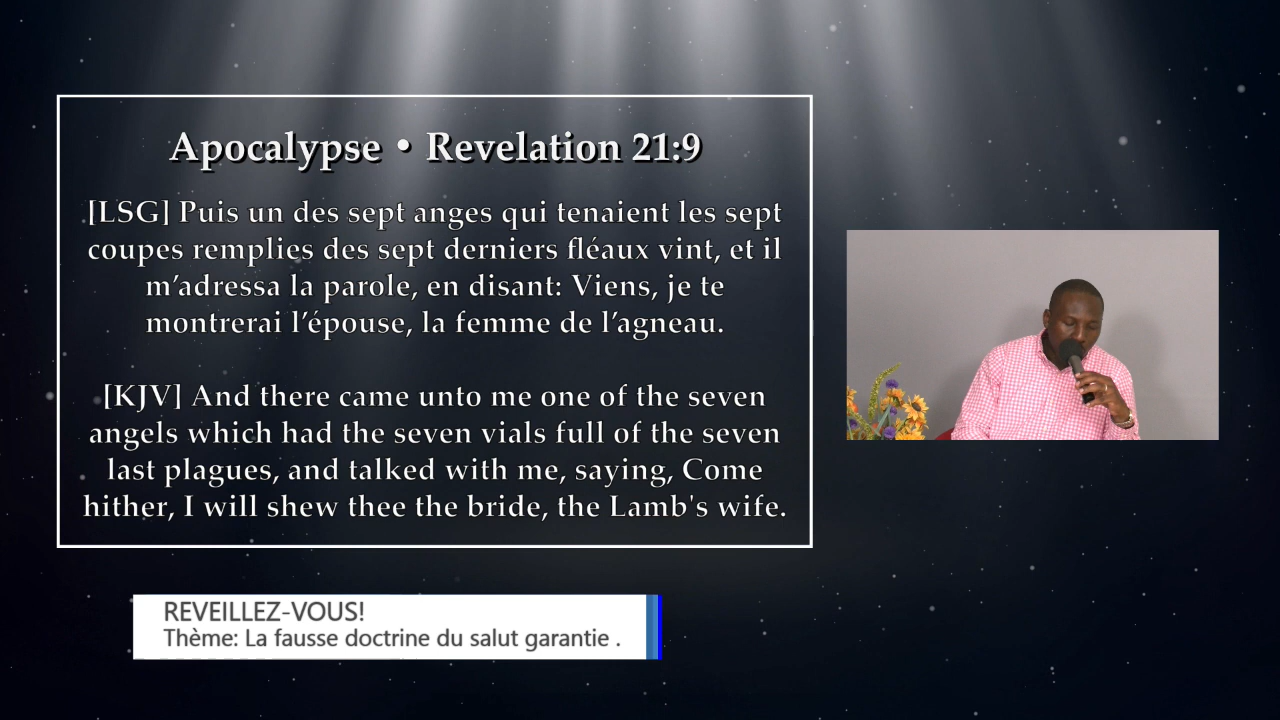 Apocalypse • Revelation 21:9
[LSG] Puis un des sept anges qui tenaient les sept
coupes remplies des sept derniers fléaux vint, et il
m’adressa la parole, en disant: Viens, je te
montrerai l’épouse, la femme de l’agneau.
[KJV] And there came unto me one of the seven
angels which had the seven vials full of the seven
last plagues, and talked with me, saying, Come
hither, I will shew thee the bride, the Lamb's wife.
REVEILLEZ-VOUS!
Thème: La fausse doctrine du salut garantie .